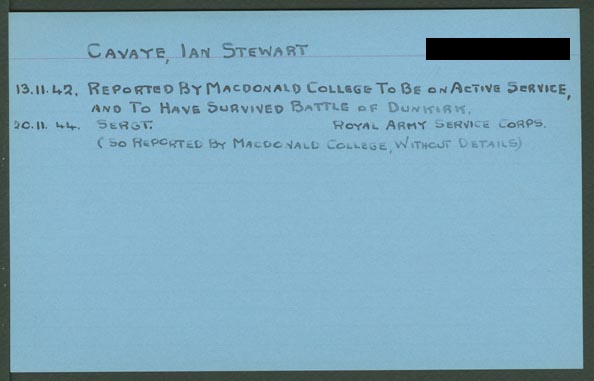 CAVAYE, IAN STEWART
13.11.42. REPORTED BY MACDONALD COLLEGE TO BE ON ACTIVE SERVICE,
AND TO HAVE SURVIVED BATTLE OF DUNKIRK.
20.11.44. SERGT. ROYAL ARMY SERVICE CORPS.
(SO REPORTED BY MACDONALD COLLEGE, WITHOUT DETAILS)